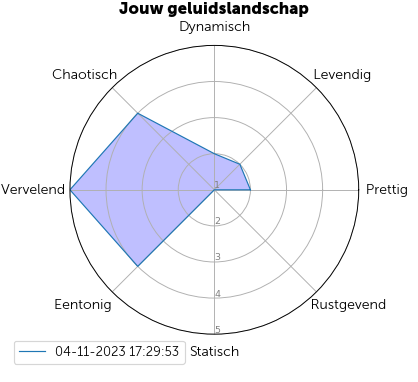 Jouw geluidslandschap
Dynamisch
Chaotisch
Levendig
Vervelend
Prettig
1
2
3
4
5
Eentonig
Rustgevend
04-11-2023 17:29:53
Statisch